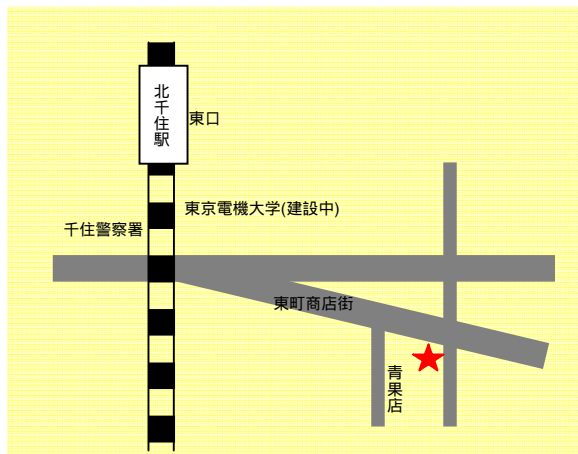 北千住駅
東口
東京電機大学(建設中)
千住警察署
東町商店街
青果店